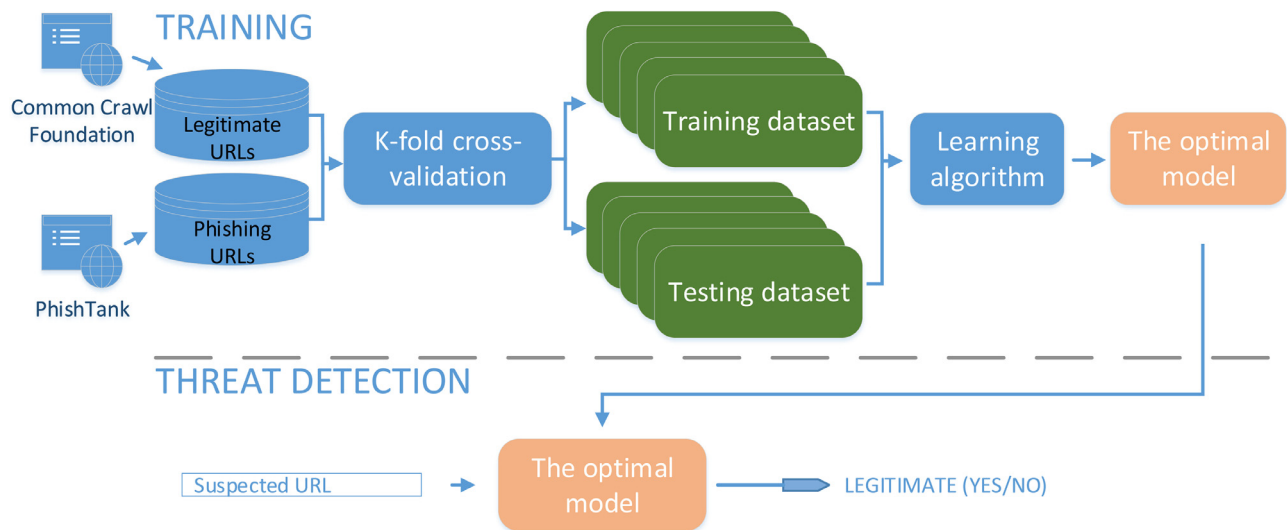 TRAINING
Common Crawl
Foundation
Legitimate
URLs
Phishing
URLs
PhishTank
K-fold cross-
validation
Training dataset
Testing dataset
Learning
algorithm
The optimal
model
THREAT DETECTION
Suspected URL
The optimal
model
LEGITIMATE (YES/NO)